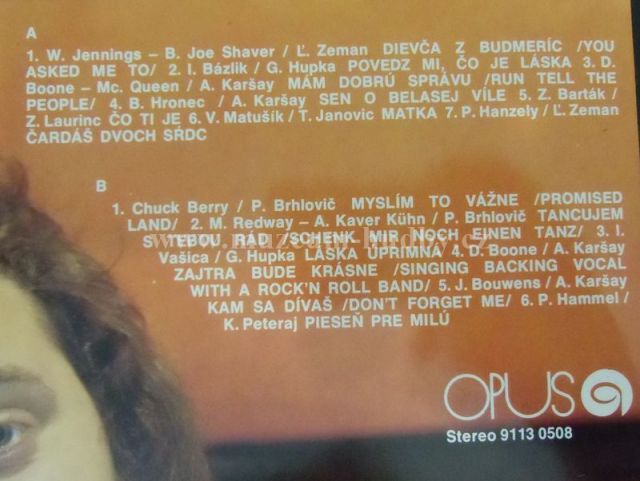 A
1. W. Jennings – B. Joe Shaver / Ľ. Zeman DIEVČA Z BUDMERÍC /YOU
ASKED ME TO/ 2. I. Bázlik / G. Hupka POVEDZ MI, ČO JE LÁSKA 3. D.
Boone – Mc. Queen / A. Karšay MÁM DOBRÚ SPRÁVU /RUN TELL THE
PEOPLE/ 4. B. Hronec / A. Karšay SEN O BELASEJ VÍLE 5. Z. Barták/
Z. Laurinc ČO TI JE 6. V. Matušík/ T. Janovic MATKA 7. P. Hanzely / Ľ. Zeman
ČARDÁŠ DVOCH SŔDC
B
1. Chuck Berry / P. Brhlovič MYSLÍM TO VÁŽNE /PROMISED
LAND/ 2. M. Redway – A. Kaver Kühn / P. Brhlovič TANCUJEM
S TEBOU RÁD /SCHENK MIR NOCH EINEN TANZ/ 3. I.
Vašica / G. Hupka LÁSKA ÚPRIMNÁ 4. D. Boone / A. Karšay
ZAJTRA BUDE KRÁSNE /SINGING BACKING VOCAL
WITH A ROCK'N ROLL BAND/ 5. J. Bouwens / A. Karšay
KAM SA DÍVAŠ /DON'T FORGET ME/ 6. P. Hammel /
K. Peteraj PIESEŇ PRE MILÚ
OPUS
Stereo 9113 0508